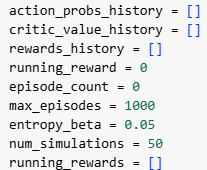 action_probs_history = []
critic_value_history = []
rewards_history = []
running_reward = 0
episode_count = 0
max_episodes = 1000
entropy_beta = 0.05
num_simulations = 50
running_rewards = []